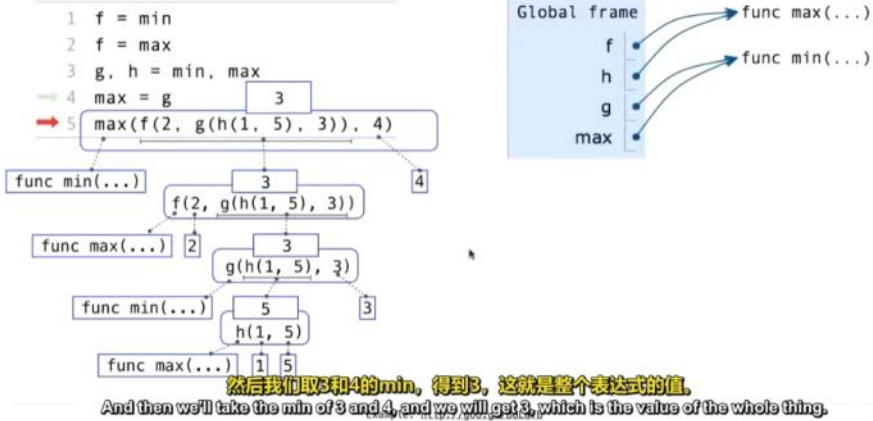 1 f = min
2 f = max
3 g, h = min, max
4 max = g
5 max(f(2, g(h(1, 5), 3)), 4)
3
func min(...)
3
4
f(2, g(h(1, 5), 3))
func max(...)
2
3
g(h(1, 5), 3)
func min(...)
5
3
h(1, 5)
func max(...)
1
5
Global frame
f
h
g
max
func max(...)
func min(...)
然后我们取3和4的min，得到3，这就是整个表达式的值。
And then we'll take the min of 3 and 4, and we will get 3, which is the value of the whole thing.